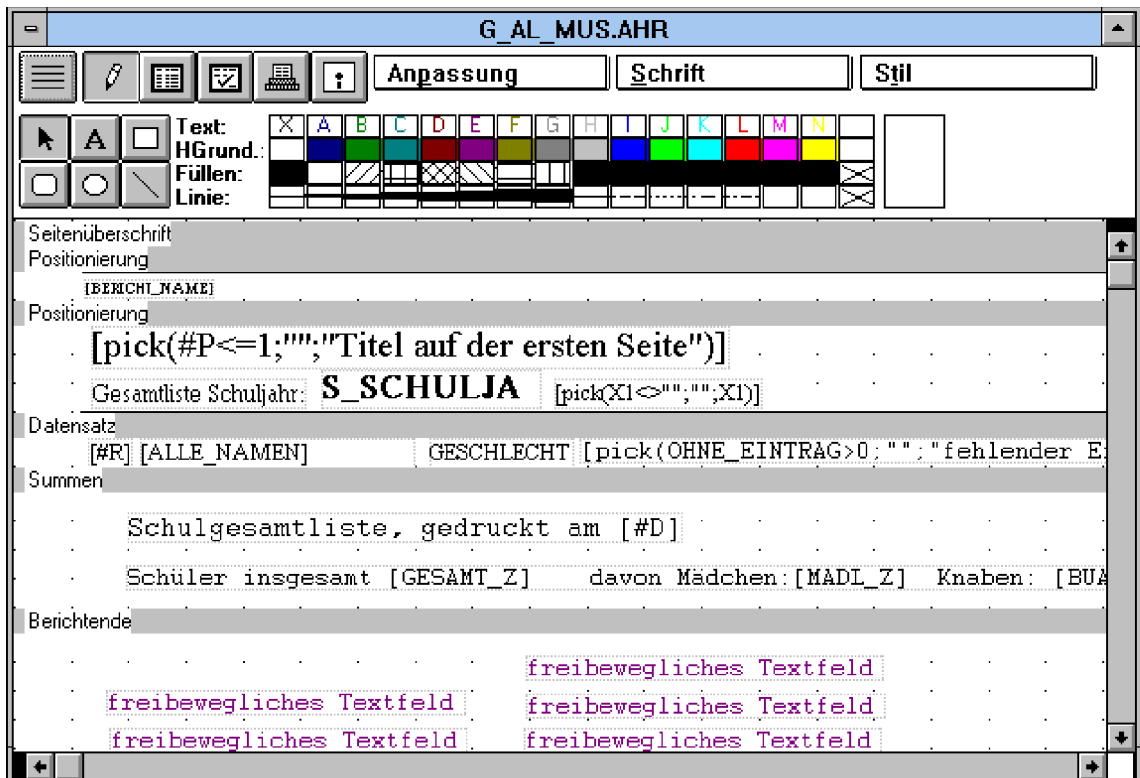 G_AL_MUS.AHR
Anpassung Schrift Stil
Text: X A B C D E F G H I J K L M N
HGrund.:
Füllen:
Linie:
A
Seitenüberschrift
Positionierung
[BERICHT_NAME]
Positionierung
[pick(#P<=1;"";"Titel auf der ersten Seite")]
Gesamtliste Schuljahr: S_SCHULJA [pick(X1<>"";"";X1)]
Datensatz
[#R] [ALLE_NAMEN] GESCHLECHT [pick(OHNE_EINTRAG>0;"";"fehlender E
Summen
Schulgesamtliste, gedruckt am [#D]
Schüler insgesamt [GESAMT_Z] davon Mädchen:[MADL_Z] Knaben: [BUA
Berichtende
freibewegliches Textfeld
freibewegliches Textfeld freibewegliches Textfeld
freibewegliches Textfeld freibewegliches Textfeld